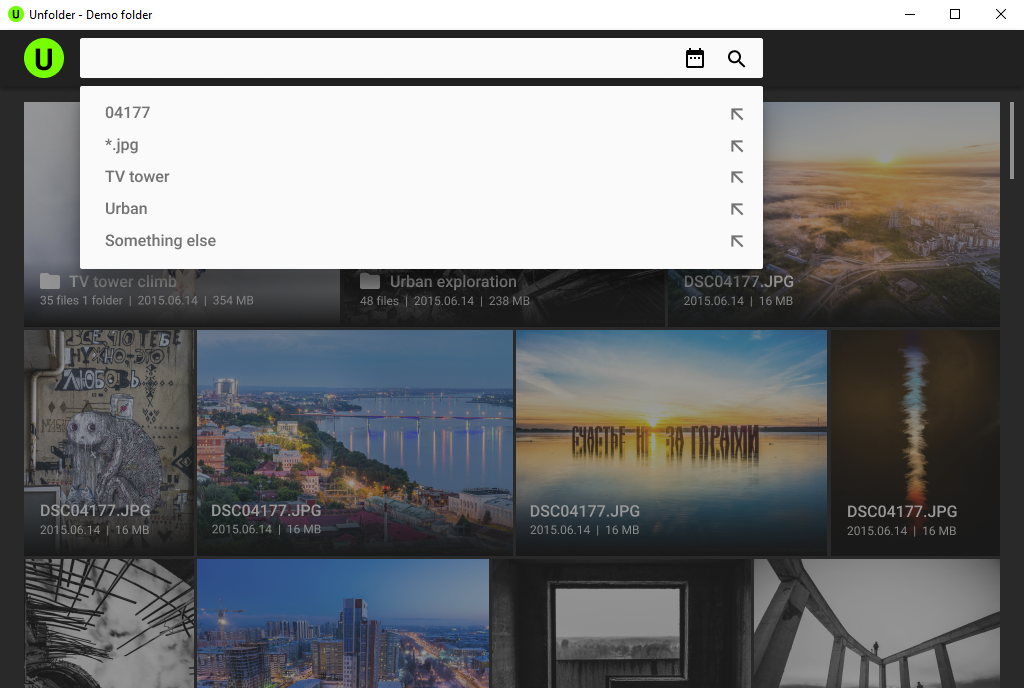 U Unfolder - Demo folder
U
04177
*.jpg
TV tower
Urban
Something else
TV tower climb
35 files 1 folder | 2015.06.14 | 354 MB
Urban exploration
48 files | 2015.06.14 | 238 MB
DSC04177.JPG
2015.06.14 | 16 MB
ВСЁ ЧТО ТЕБЕ
НУЖНО-ЭТО
ЛЮБОВЬ
DSC04177.JPG
2015.06.14 | 16 MB
DSC04177.JPG
2015.06.14 | 16 MB
СЧАСТЬЕ НЕ ЗА ГОРАМИ
DSC04177.JPG
2015.06.14 | 16 MB
DSC04177.JPG
2015.06.14 | 16 MB